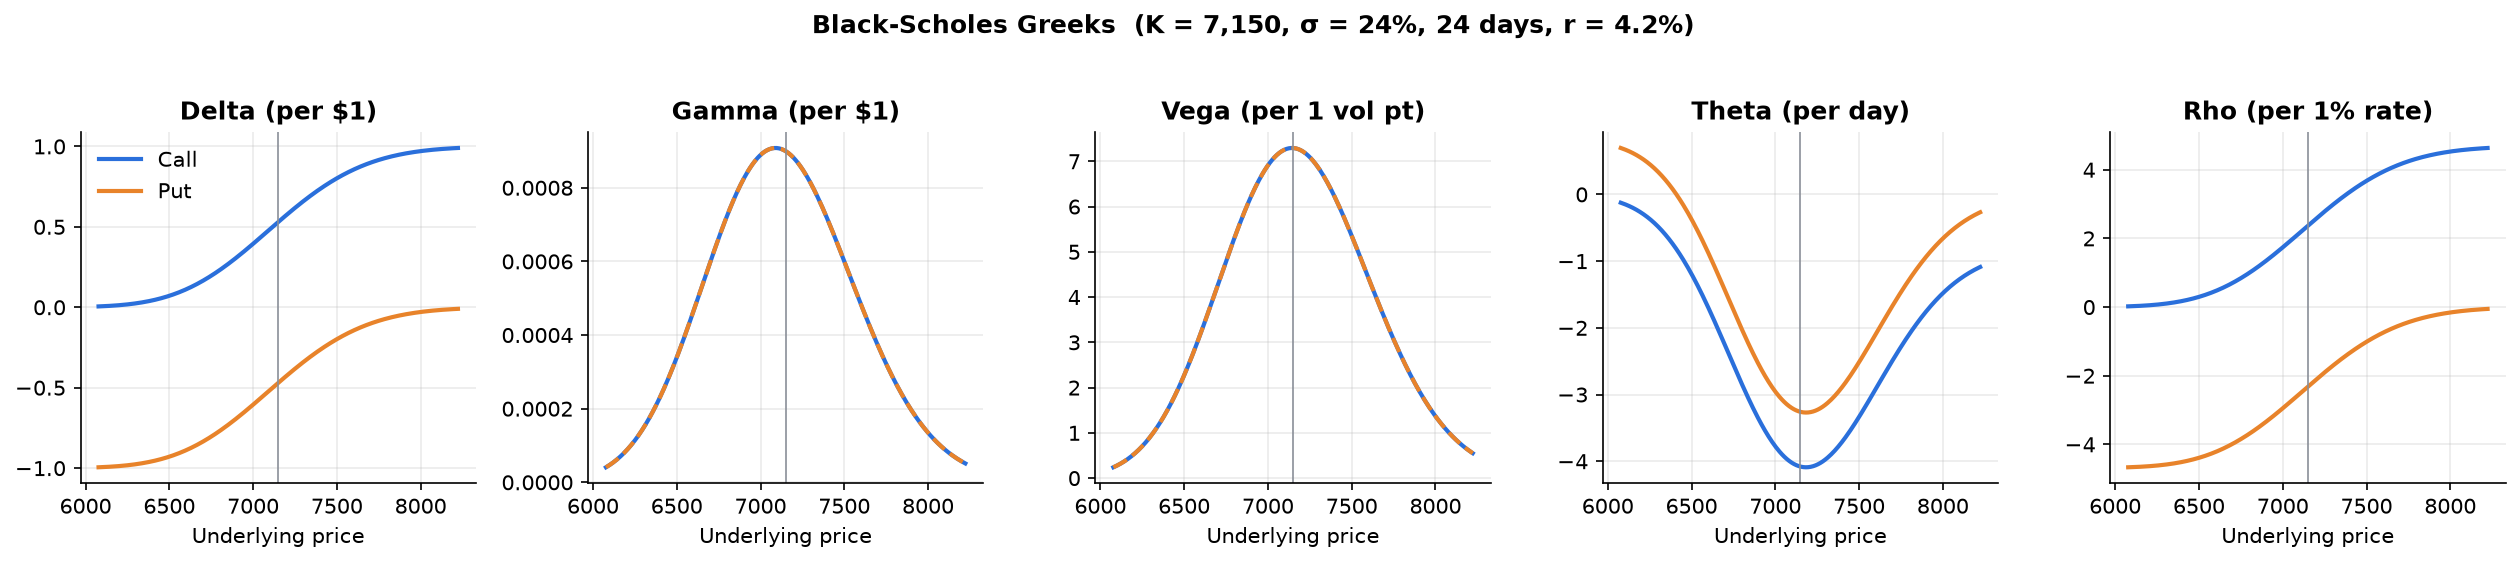 Black-Scholes Greeks (K = 7,150, σ = 24%, 24 days, r = 4.2%)
Delta (per $1)
1.0
0.5
0.0
−0.5
−1.0
Call
Put
6000 6500 7000 7500 8000
Underlying price
Gamma (per $1)
0.0008
0.0006
0.0004
0.0002
0.0000
6000 6500 7000 7500 8000
Underlying price
Vega (per 1 vol pt)
7
6
5
4
3
2
1
0
6000 6500 7000 7500 8000
Underlying price
Theta (per day)
0
−1
−2
−3
−4
6000 6500 7000 7500 8000
Underlying price
Rho (per 1% rate)
4
2
0
−2
−4
6000 6500 7000 7500 8000
Underlying price